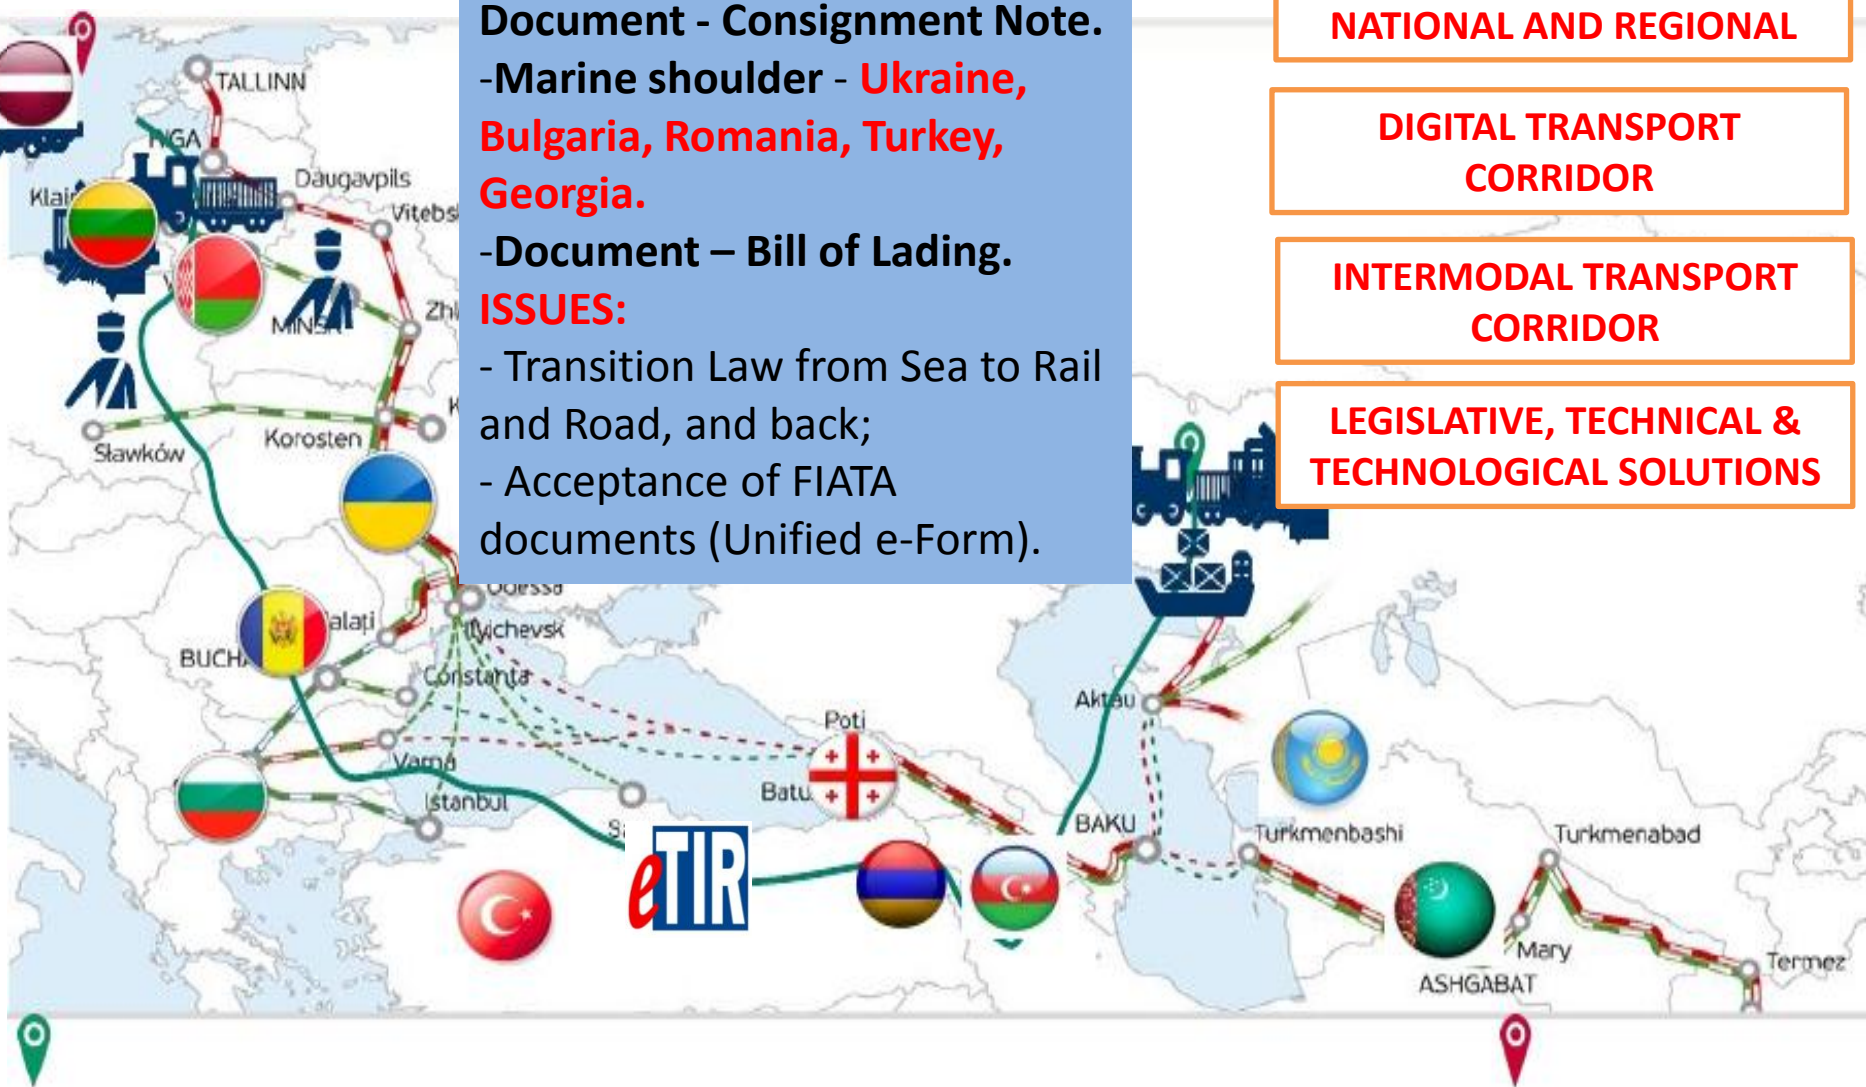 Document - Consignment Note.
-Marine shoulder - Ukraine,
Bulgaria, Romania, Turkey,
Georgia.
-Document – Bill of Lading.
ISSUES:
- Transition Law from Sea to Rail
and Road, and back;
- Acceptance of FIATA
documents (Unified e-Form).
NATIONAL AND REGIONAL
DIGITAL TRANSPORT
CORRIDOR
INTERMODAL TRANSPORT
CORRIDOR
LEGISLATIVE, TECHNICAL &
TECHNOLOGICAL SOLUTIONS
TALLINN
Daugavpils
MINSK
Sławków
Korosten
Odessa
Ilyichevsk
Constanta
Varna
Istanbul
Poti
Aktau
BAKU
Turkmenbashi
Turkmenabad
Mary
ASHGABAT
Termez
eTIR